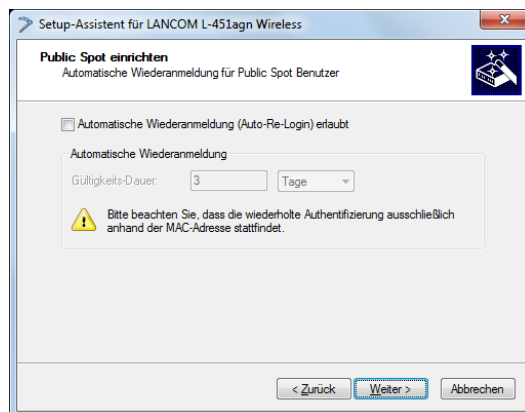 Setup-Assistent für LANCOM L-451agn Wireless
Public Spot einrichten
Automatische Wiederanmeldung für Public Spot Benutzer
Automatische Wiederanmeldung (Auto-Re-Login) erlaubt
Automatische Wiederanmeldung
Gültigkeits-Dauer: 3 Tage
Bitte beachten Sie, dass die wiederholte Authentifizierung ausschließlich
anhand der MAC-Adresse stattfindet.
< Zurück Weiter > Abbrechen